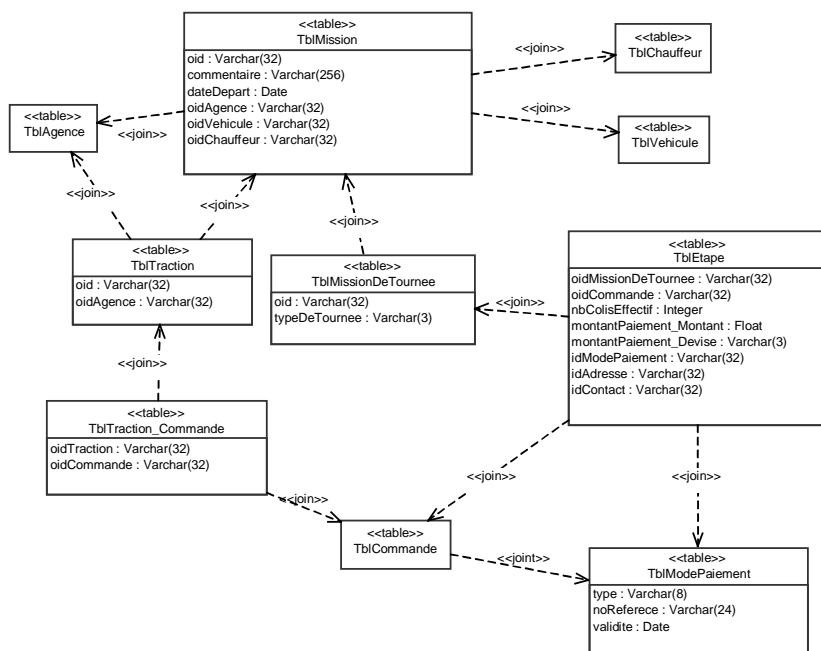 <<table>>
TblMission
oid : Varchar(32)
commentaire : Varchar(256)
dateDepart : Date
oidAgence : Varchar(32)
oidVehicule : Varchar(32)
oidChauffeur : Varchar(32)
<<join>>
<<table>>
TblChauffeur
<<join>>
<<table>>
TblVehicule
<<table>>
TblAgence
<<join>>
<<join>>
<<join>>
<<join>>
<<table>>
TblTraction
oid : Varchar(32)
oidAgence : Varchar(32)
<<table>>
TblMissionDeTournee
oid : Varchar(32)
typeDeTournee : Varchar(3)
<<join>>
<<table>>
TblEtape
oidMissionDeTournee : Varchar(32)
oidCommande : Varchar(32)
nbColisEffectif : Integer
montantPaiement_Montant : Float
montantPaiement_Devise : Varchar(3)
idModePaiement : Varchar(32)
idAdresse : Varchar(32)
idContact : Varchar(32)
<<join>>
<<table>>
TblTraction_Commande
oidTraction : Varchar(32)
oidCommande : Varchar(32)
<<join>>
<<join>>
<<join>>
<<table>>
TblCommande
<<joint>>
<<table>>
TblModePaiement
type : Varchar(8)
noReferece : Varchar(24)
validite : Date